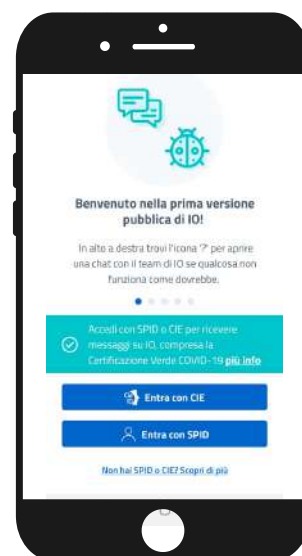 Benvenuto nella prima versione
pubblica di IO!
In alto a destra trovi l'icona '?' per aprire
una chat con il team di IO se qualcosa non
funziona come dovrebbe.
Accedi con SPID o CIE per ricevere
messaggi su IO, compresa la
Certificazione Verde COVID-19 più info
Entra con CIE
Entra con SPID
Non hai SPID o CIE? Scopri di più